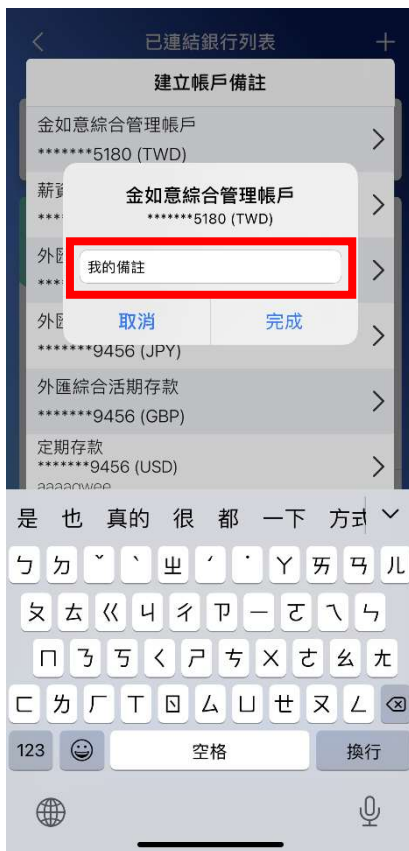 已連結銀行列表
建立帳戶備註
金如意綜合管理帳戶
*******5180 (TWD)
薪資
***
金如意綜合管理帳戶
*******5180 (TWD)
外匯
***
我的備註
取消
完成
外匯
*******9456 (JPY)
外匯綜合活期存款
*******9456 (GBP)
定期存款
*******9456 (USD)
是 也 真的 很 都 一下 方式
ㄅ ㄉ ˇ ˋ ㄓ ˊ ˙ ㄚ ㄞ ㄢ ㄦ
ㄆ ㄊ ㄍ ㄐ ㄔ ㄗ ㄧ ㄛ ㄟ ㄣ
ㄇ ㄋ ㄎ ㄑ ㄕ ㄘ ㄨ ㄜ ㄠ ㄤ
ㄈ ㄌ ㄏ ㄒ ㄖ ㄙ ㄩ ㄝ ㄡ ㄥ
123 空格 換行